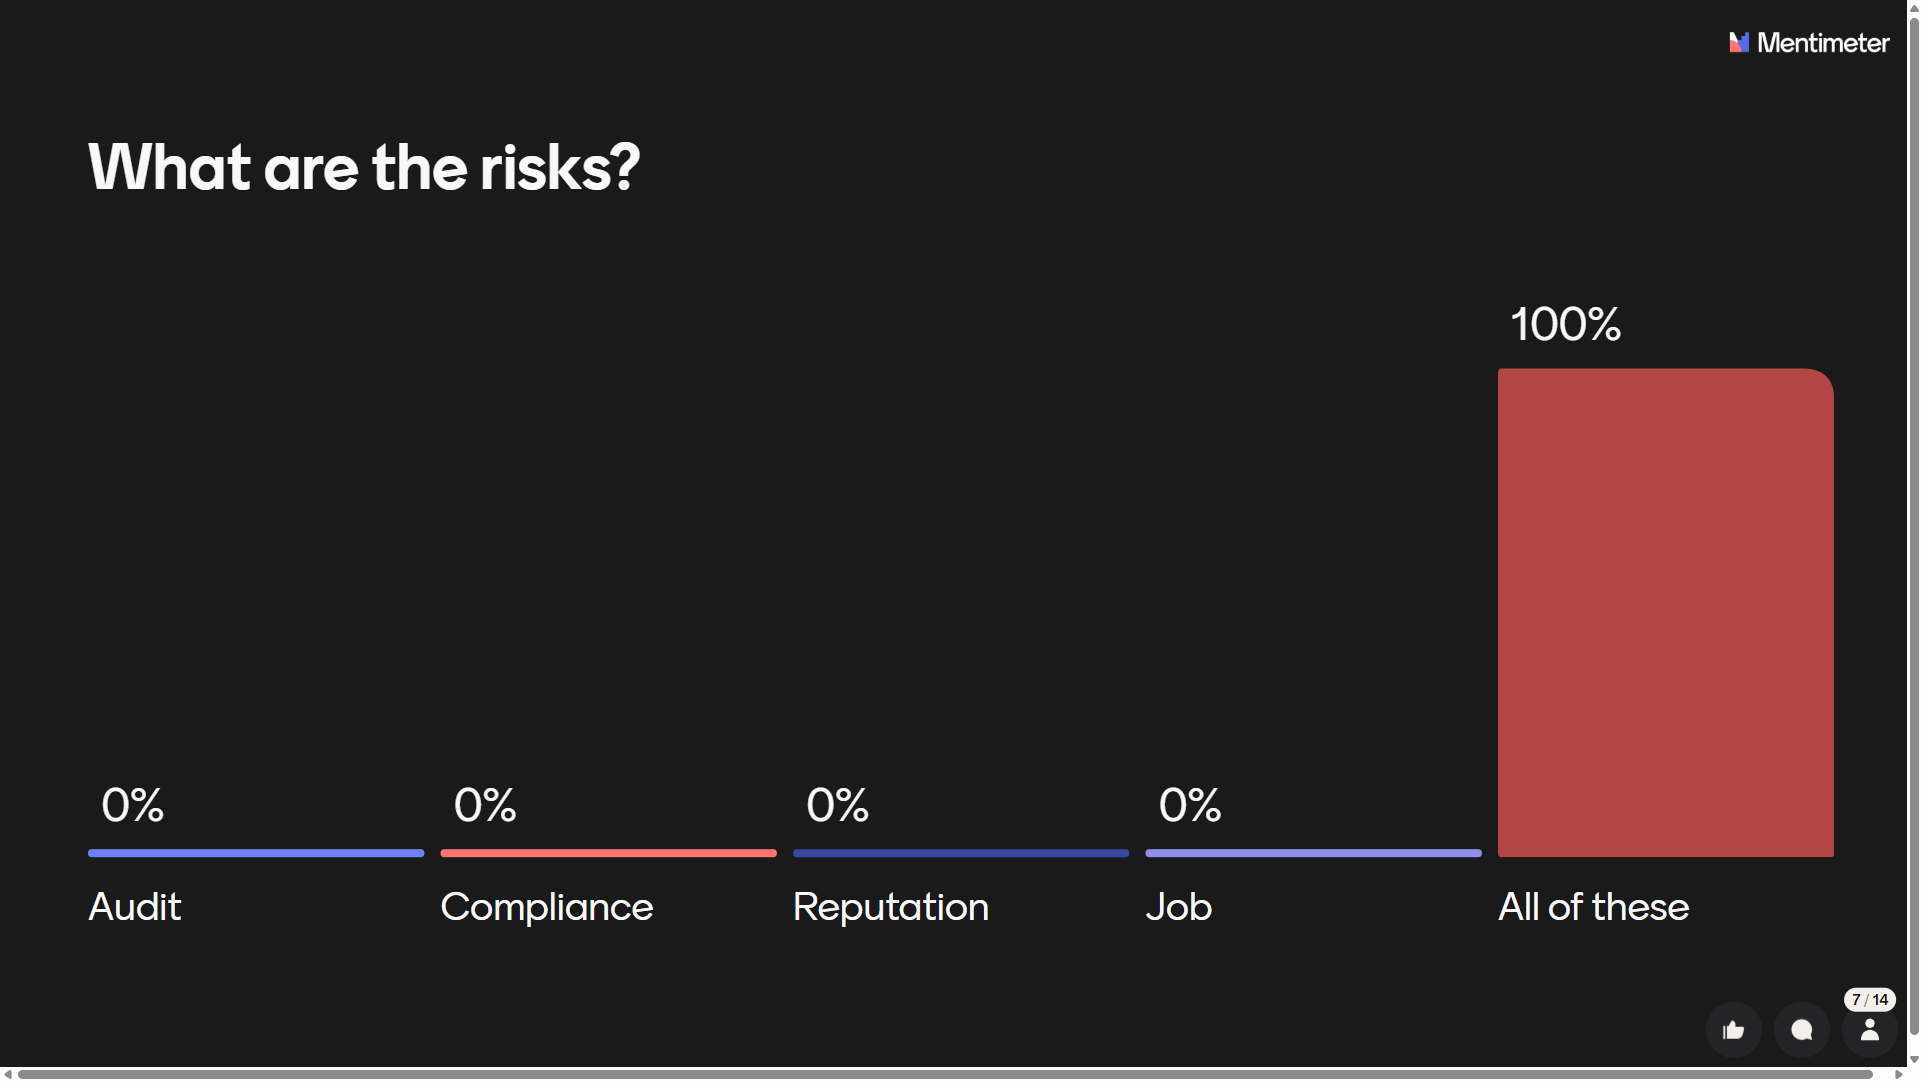 Mentimeter
What are the risks?
100%
0% 0% 0% 0%
Audit Compliance Reputation Job All of these
7 / 14